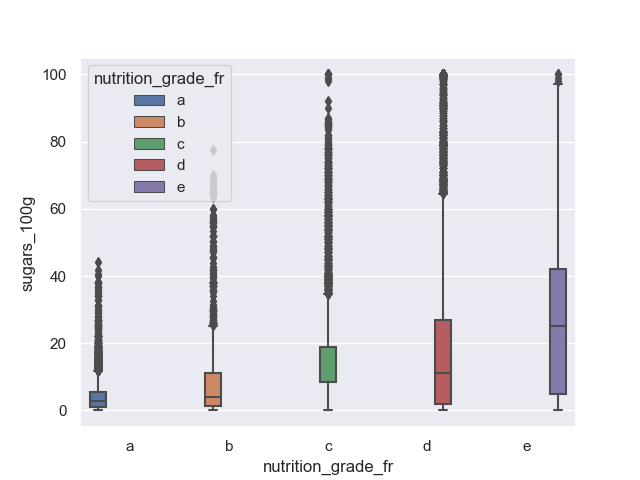 nutrition_grade_fr
a
b
c
d
e
100
80
60
40
20
0
sugars_100g
a b c d e
nutrition_grade_fr